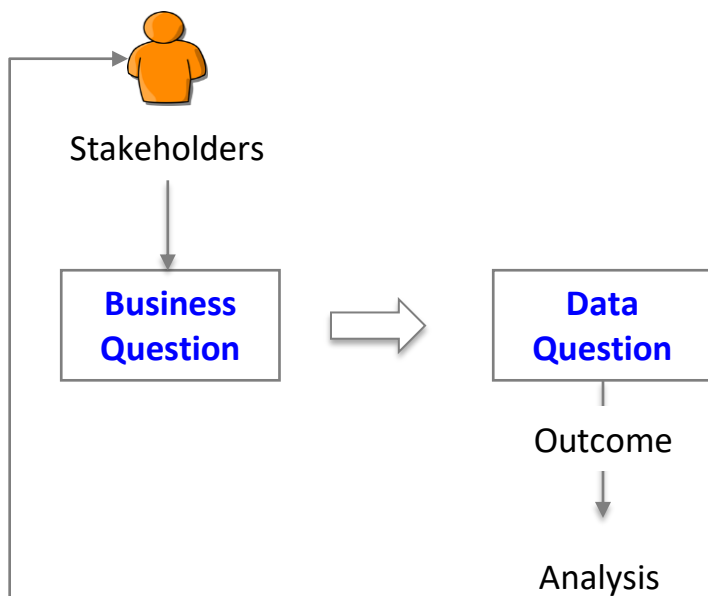 Stakeholders
Business
Question
Data
Question
Outcome
Analysis